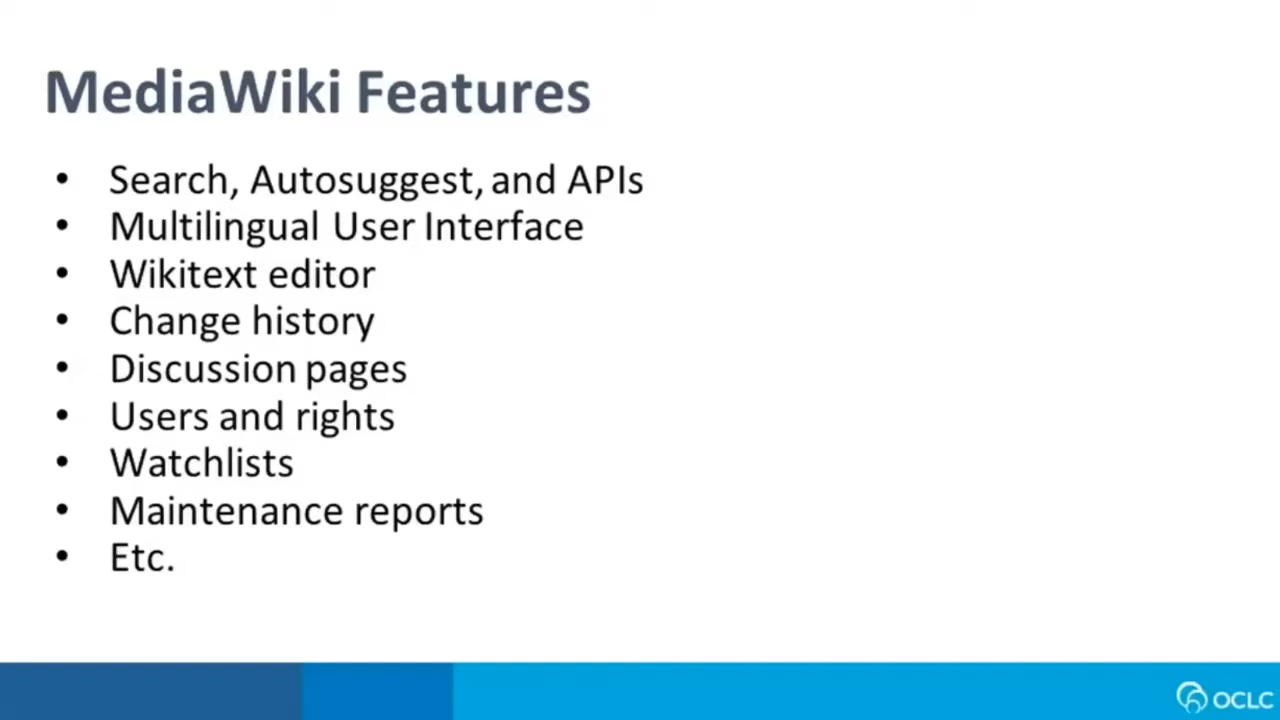 MediaWiki Features
• Search, Autosuggest, and APIs
• Multilingual User Interface
• Wikitext editor
• Change history
• Discussion pages
• Users and rights
• Watchlists
• Maintenance reports
• Etc.
OCLC